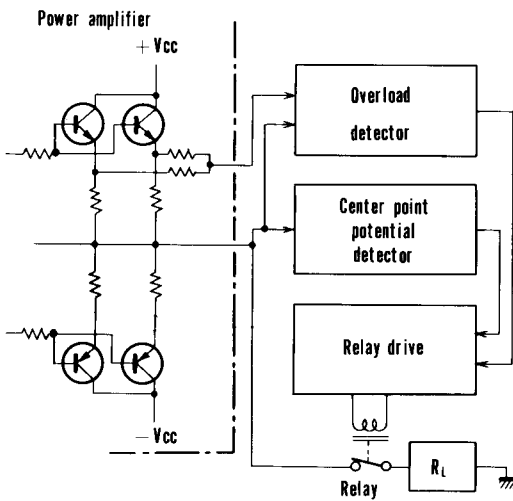 Power amplifier
+Vcc
Overload
detector
Center point
potential
detector
Relay drive
-Vcc
RL
Relay